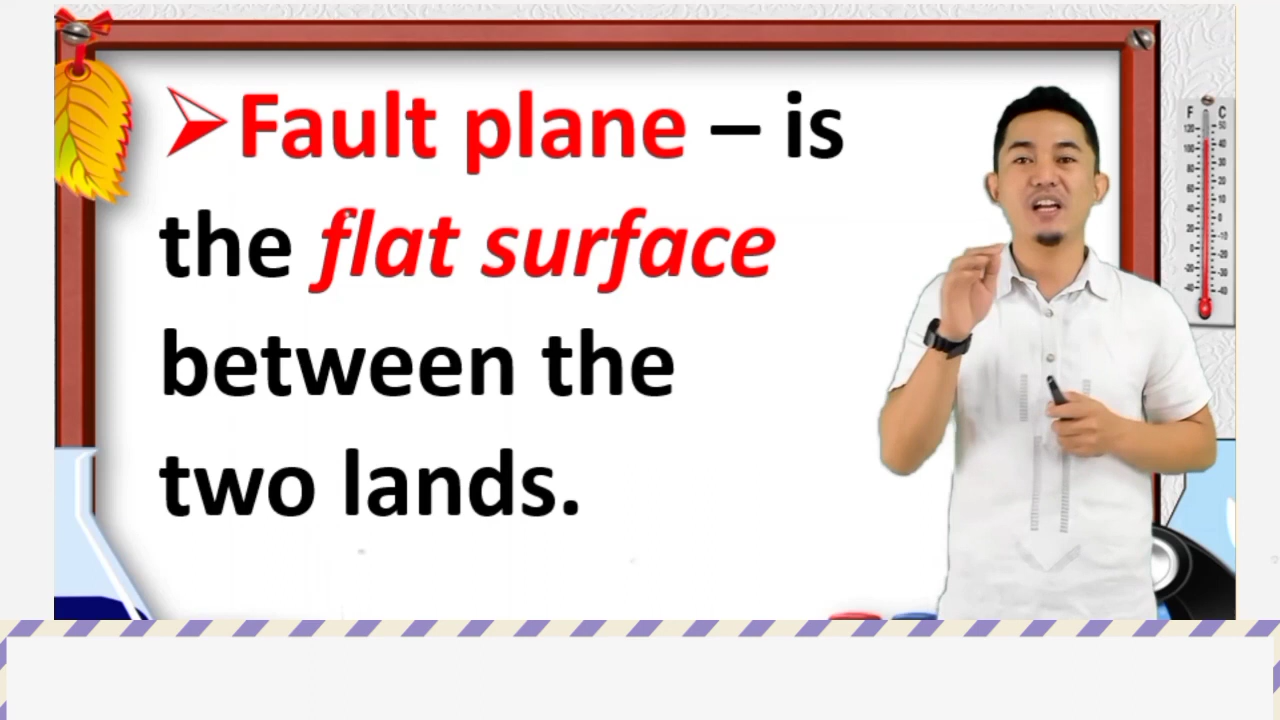 Fault plane – is
the flat surface
between the
two lands.
F C